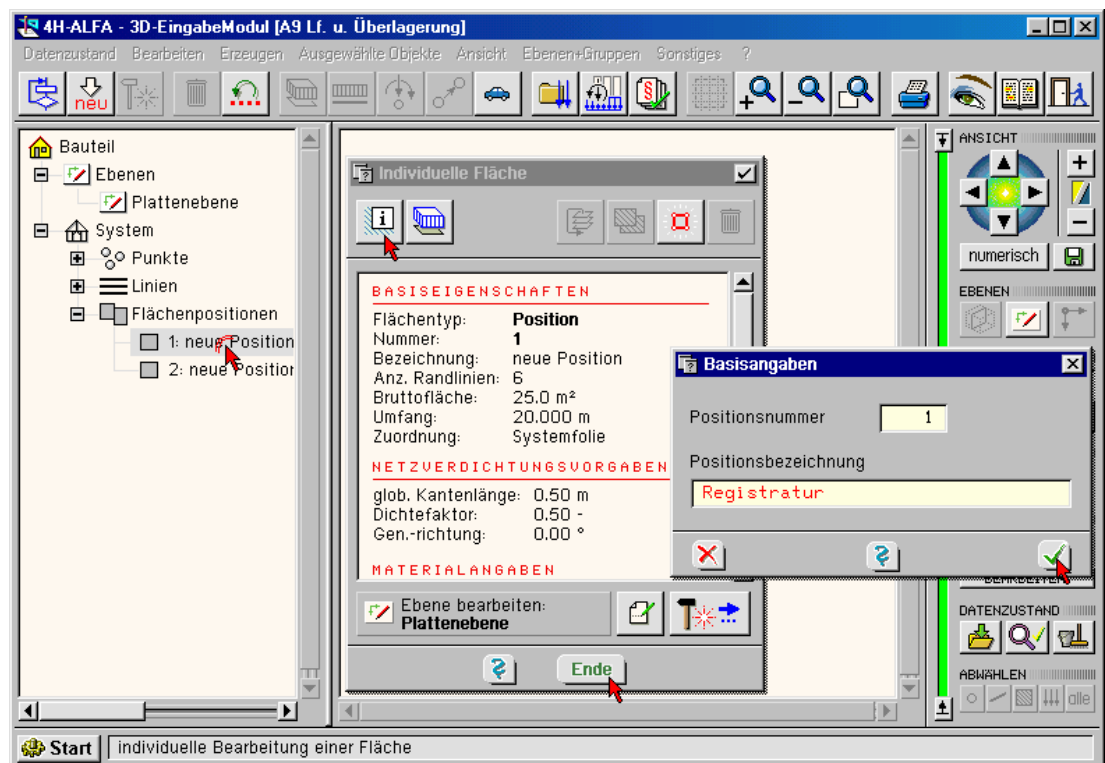 4H-ALFA - 3D-EingabeModul [A9 Lf. u. Überlagerung]
Datenzustand Bearbeiten Erzeugen Ausgewählte Objekte Ansicht Ebenen+Gruppen Sonstiges ?
neu
Bauteil
Ebenen
Plattenebene
System
Punkte
Linien
Flächenpositionen
1: neue Position
2: neue Position
Individuelle Fläche
BASISEIGENSCHAFTEN
Flächentyp: Position
Nummer: 1
Bezeichnung: neue Position
Anz. Randlinien: 6
Bruttofläche: 25.0 m²
Umfang: 20.000 m
Zuordnung: Systemfolie
NETZVERDICHTUNGSVORGABEN
glob. Kantenlänge: 0.50 m
Dichtefaktor: 0.50 -
Gen.-richtung: 0.00 °
MATERIALANGABEN
Ebene bearbeiten:
Plattenebene
Ende
Basisangaben
Positionsnummer 1
Positionsbezeichnung
Registratur
ANSICHT
numerisch
EBENEN
BEARBEITEN
DATENZUSTAND
ABWÄHLEN
alle
Start individuelle Bearbeitung einer Fläche